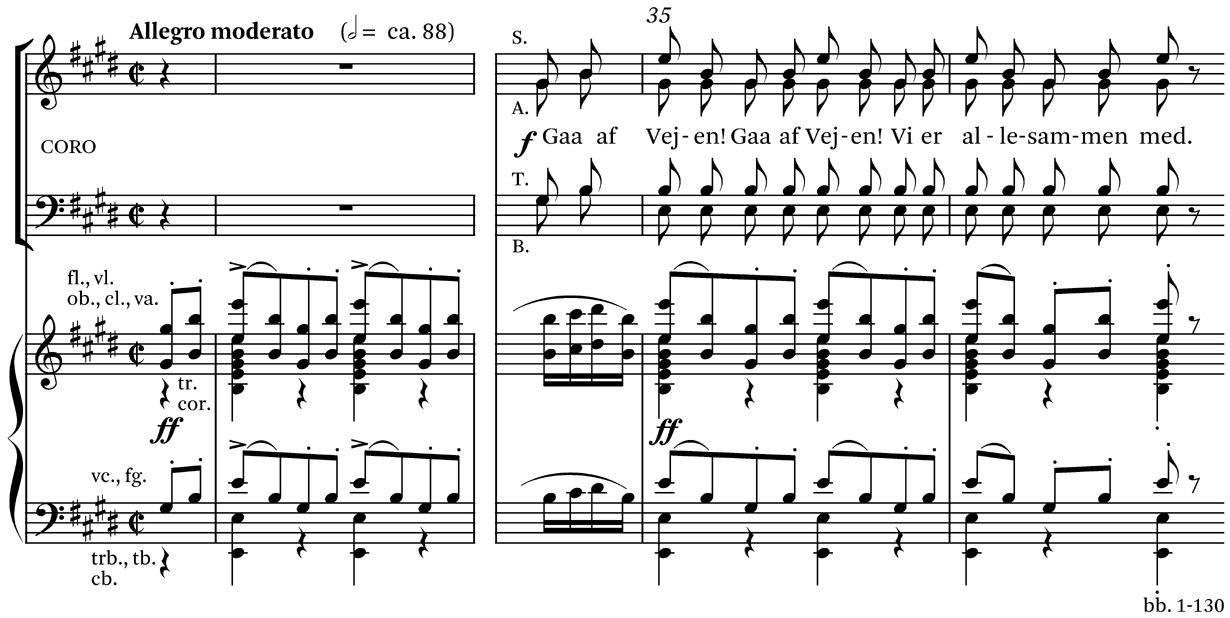 35
Allegro moderato (𝅗𝅥 = ca. 88)
S.
A.
CORO
f Gaa af Vej-en! Gaa af Vej-en! Vi er al-le-sam-men med.
T.
B.
fl., vl.
ob., cl., va.
tr.
cor.
ff
ff
vc., fg.
trb., tb.
cb.
bb. 1-130